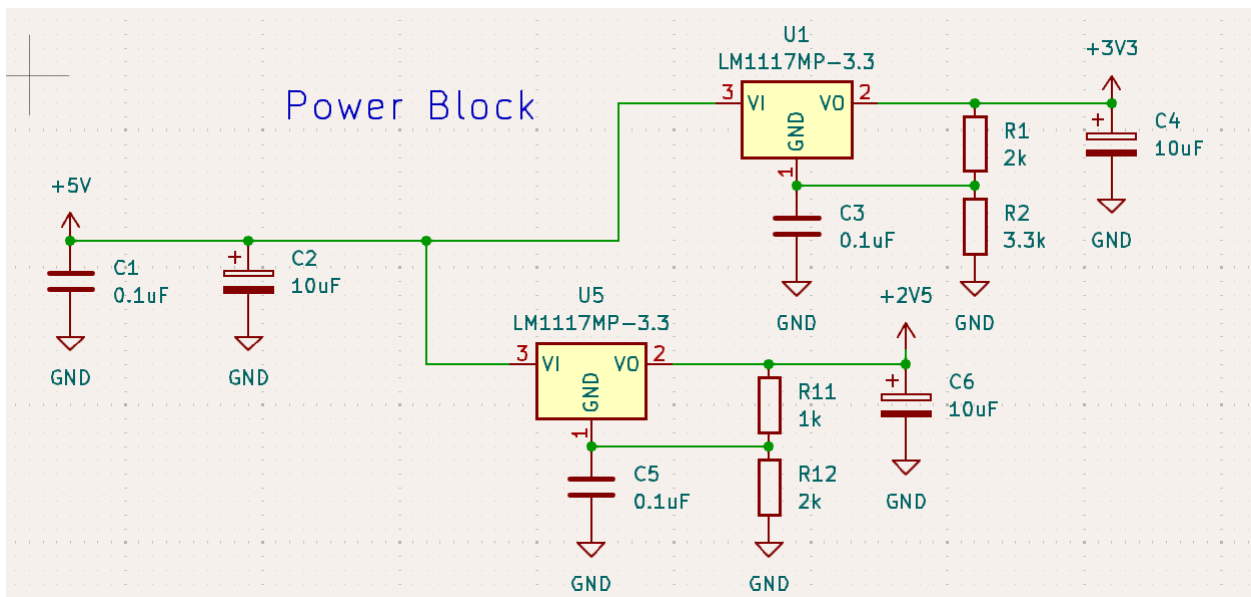 Power Block
U1
LM1117MP-3.3
3
VI
VO
2
GND
1
+3V3
R1
2k
C4
10uF
R2
3.3k
C3
0.1uF
GND
GND
GND
+5V
C1
0.1uF
C2
10uF
GND
GND
U5
LM1117MP-3.3
3
VI
VO
2
GND
1
+2V5
R11
1k
C6
10uF
R12
2k
C5
0.1uF
GND
GND
GND